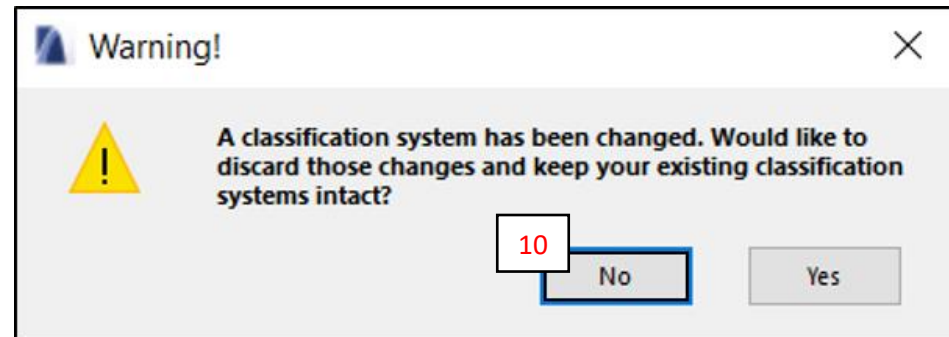 Warning!
A classification system has been changed. Would like to
discard those changes and keep your existing classification
systems intact?
10
No
Yes